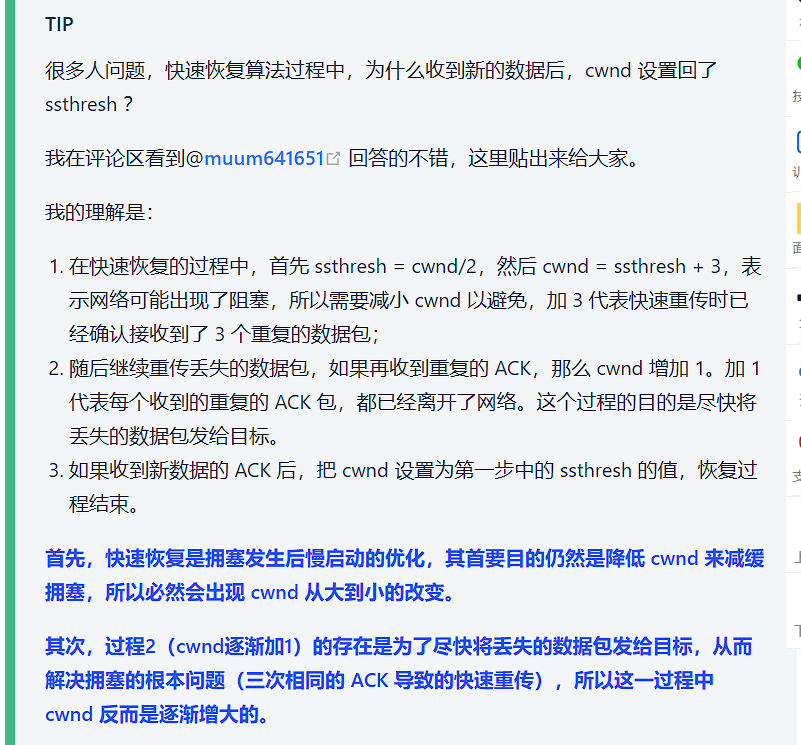 TIP
很多人问题，快速恢复算法过程中，为什么收到新的数据后，cwnd 设置回了
ssthresh ？
我在评论区看到@muum641651 回答的不错，这里贴出来给大家。
我的理解是：
1. 在快速恢复的过程中，首先 ssthresh = cwnd/2，然后 cwnd = ssthresh + 3，表
示网络可能出现了阻塞，所以需要减小 cwnd 以避免，加 3 代表快速重传时已
经确认接收到了 3 个重复的数据包；
2. 随后继续重传丢失的数据包，如果再收到重复的 ACK，那么 cwnd 增加 1。加 1
代表每个收到的重复的 ACK 包，都已经离开了网络。这个过程的目的是尽快将
丢失的数据包发给目标。
3. 如果收到新数据的 ACK 后，把 cwnd 设置为第一步中的 ssthresh 的值，恢复过
程结束。
首先，快速恢复是拥塞发生后慢启动的优化，其首要目的仍然是降低 cwnd 来减缓
拥塞，所以必然会出现 cwnd 从大到小的改变。
其次，过程2（cwnd逐渐加1）的存在是为了尽快将丢失的数据包发给目标，从而
解决拥塞的根本问题（三次相同的 ACK 导致的快速重传），所以这一过程中
cwnd 反而是逐渐增大的。